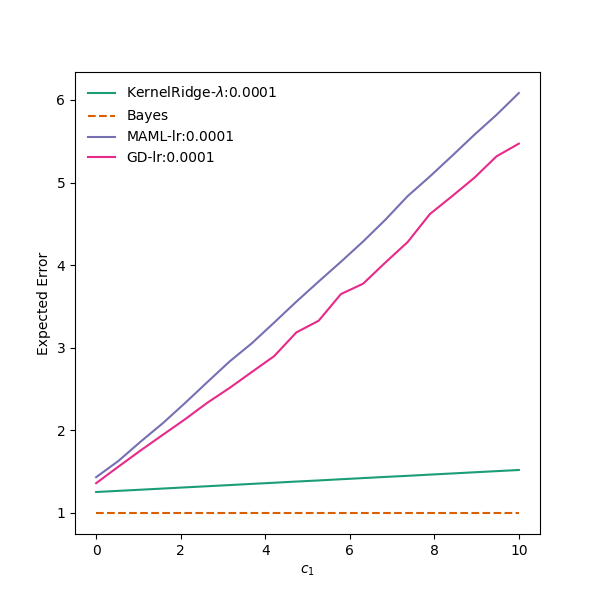 KernelRidge-λ:0.0001
Bayes
MAML-lr:0.0001
GD-lr:0.0001
6
5
4
3
2
1
Expected Error
0 2 4 6 8 10
c₁